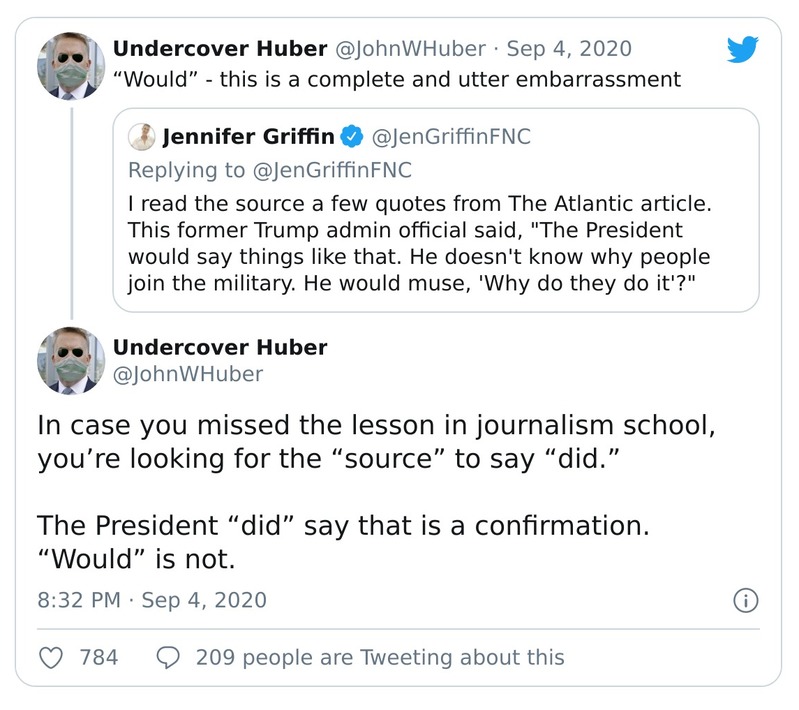 Undercover Huber @JohnWHuber · Sep 4, 2020
“Would” - this is a complete and utter embarrassment
Jennifer Griffin @JenGriffinFNC
Replying to @JenGriffinFNC
I read the source a few quotes from The Atlantic article.
This former Trump admin official said, "The President
would say things like that. He doesn't know why people
join the military. He would muse, 'Why do they do it'?"
Undercover Huber
@JohnWHuber
In case you missed the lesson in journalism school,
you’re looking for the “source” to say “did.”
The President “did” say that is a confirmation.
“Would” is not.
8:32 PM · Sep 4, 2020
784
209 people are Tweeting about this